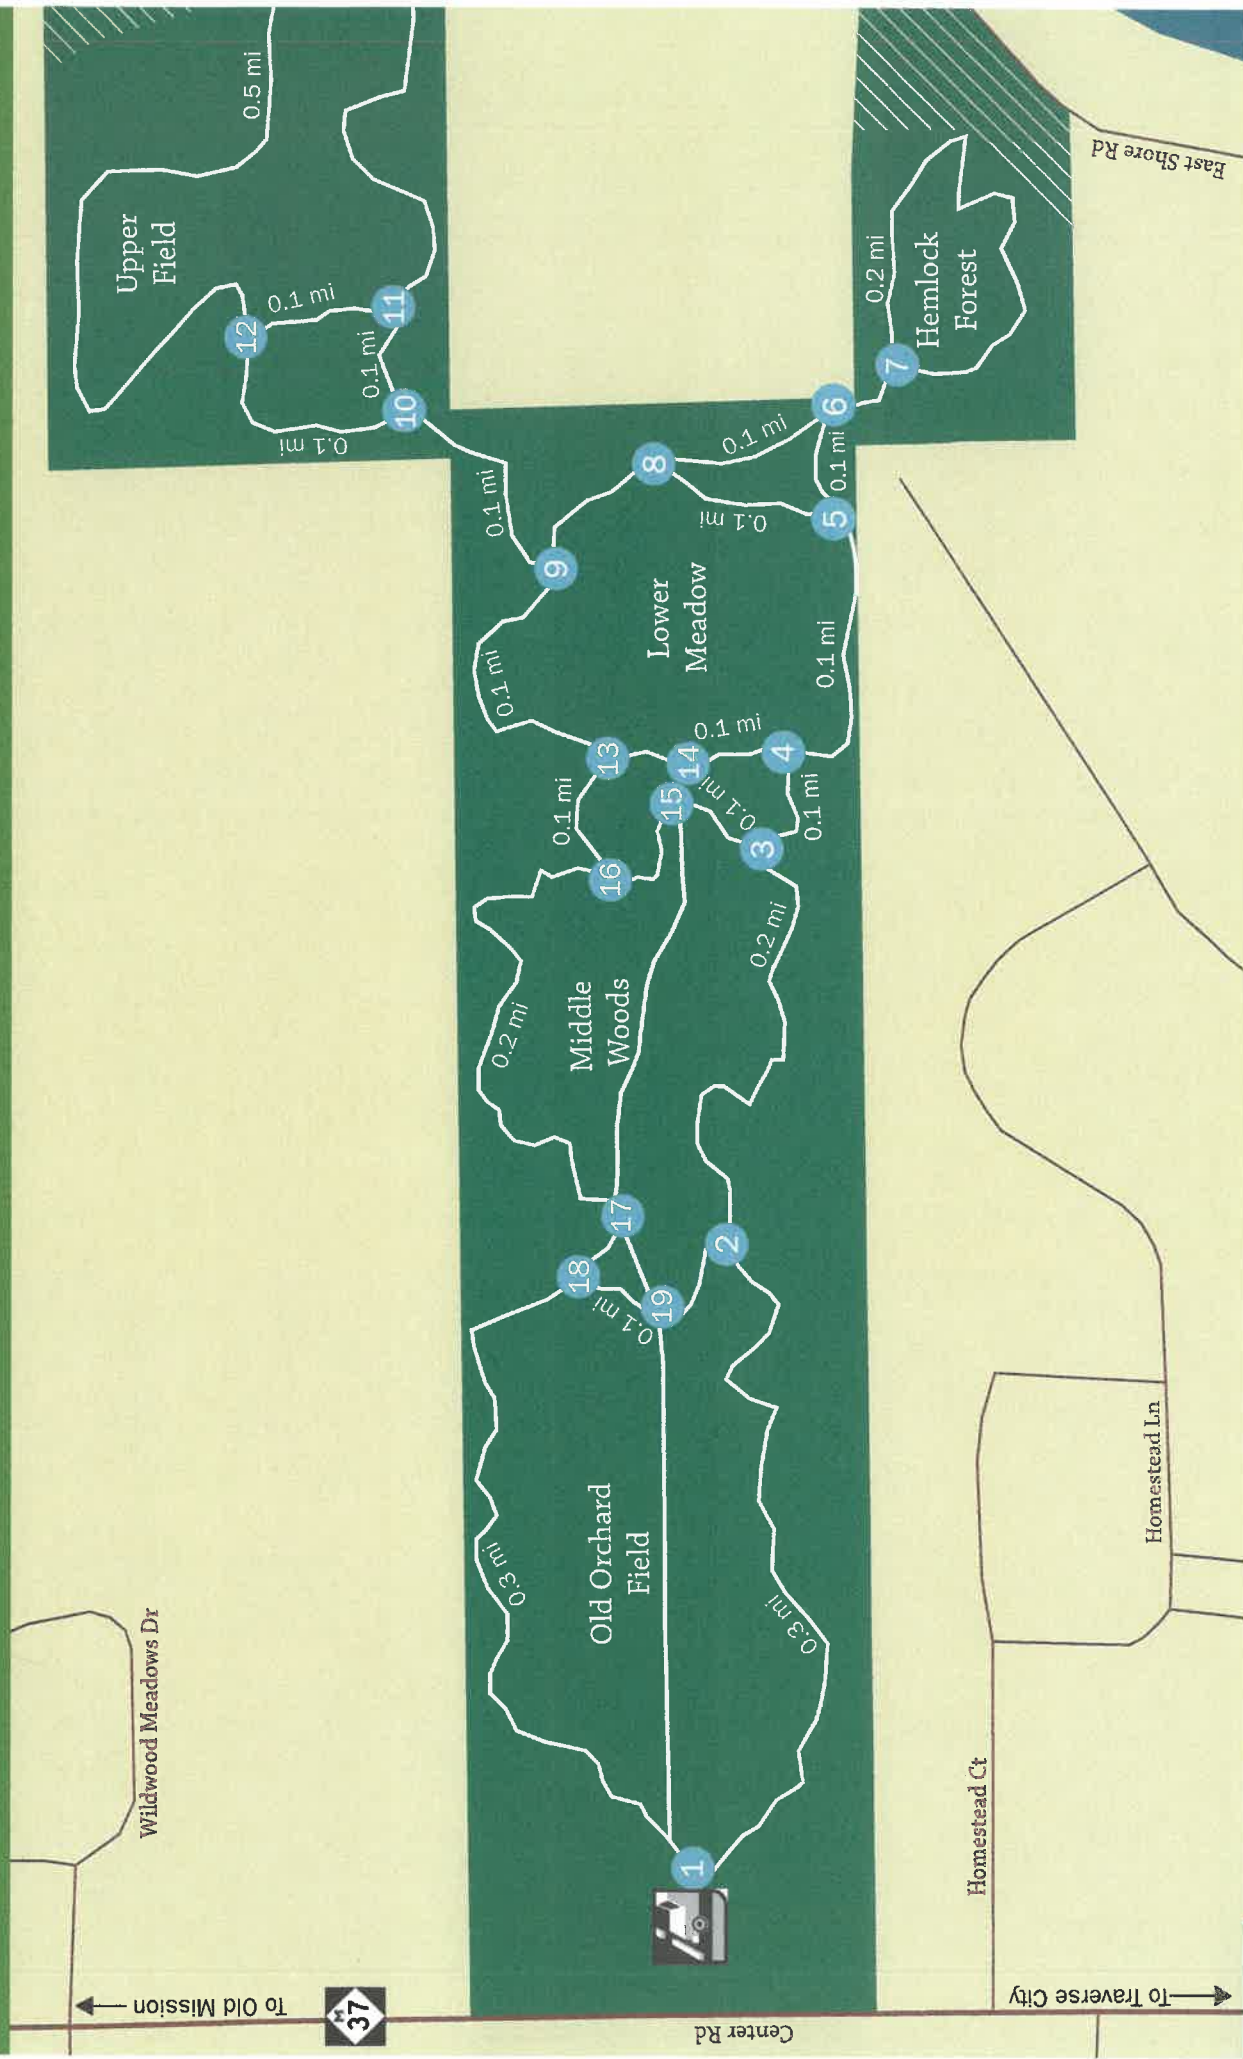 Wildwood Meadows Dr
To Old Mission
M
37
Center Rd
To Traverse City
Homestead Ct
Homestead Ln
East Shore Rd
Upper
Field
0.5 mi
12
0.1 mi
11
0.1 mi
10
0.1 mi
0.1 mi
9
8
0.1 mi
0.1 mi
6
0.1 mi
5
7
0.2 mi
Hemlock
Forest
Lower
Meadow
0.1 mi
0.1 mi
13
14
0.1 mi
4
0.1 mi
16
15
0.1 mi
3
0.1 mi
0.2 mi
Middle
Woods
0.2 mi
17
18
0.1 mi
19
2
0.3 mi
Old Orchard
Field
0.3 mi
1